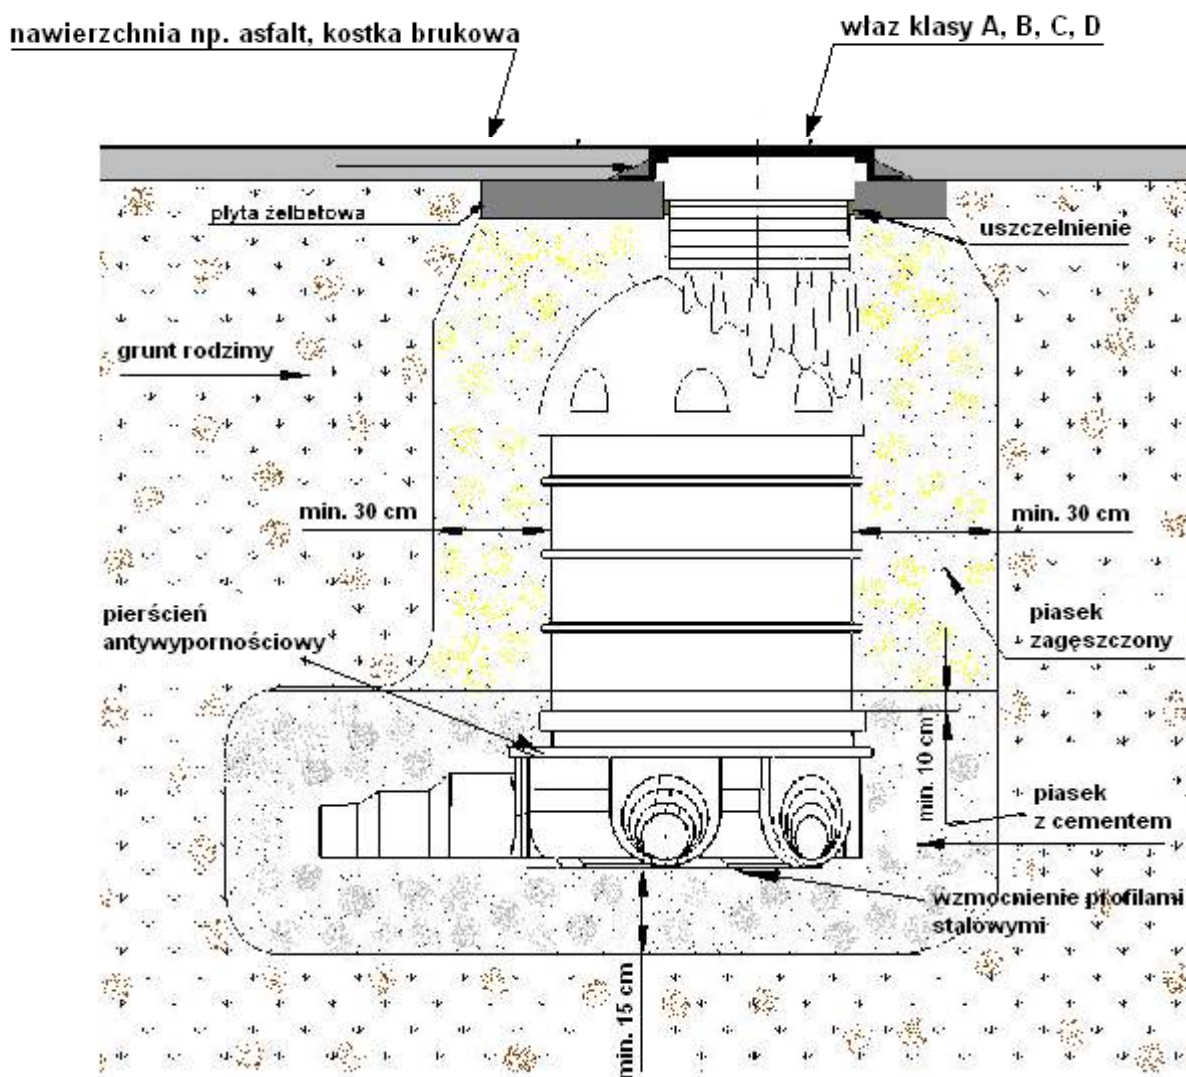 nawierzchnia np. asfalt, kostka brukowa
właz klasy A, B, C, D
płyta żelbetowa
uszczelnienie
grunt rodzimy
min. 30 cm
min. 30 cm
pierścień
antywypornościowy
piasek
zagęszczony
min. 10 cm
piasek
z cementem
wzmocnienie profilami
stalowymi
min. 15 cm